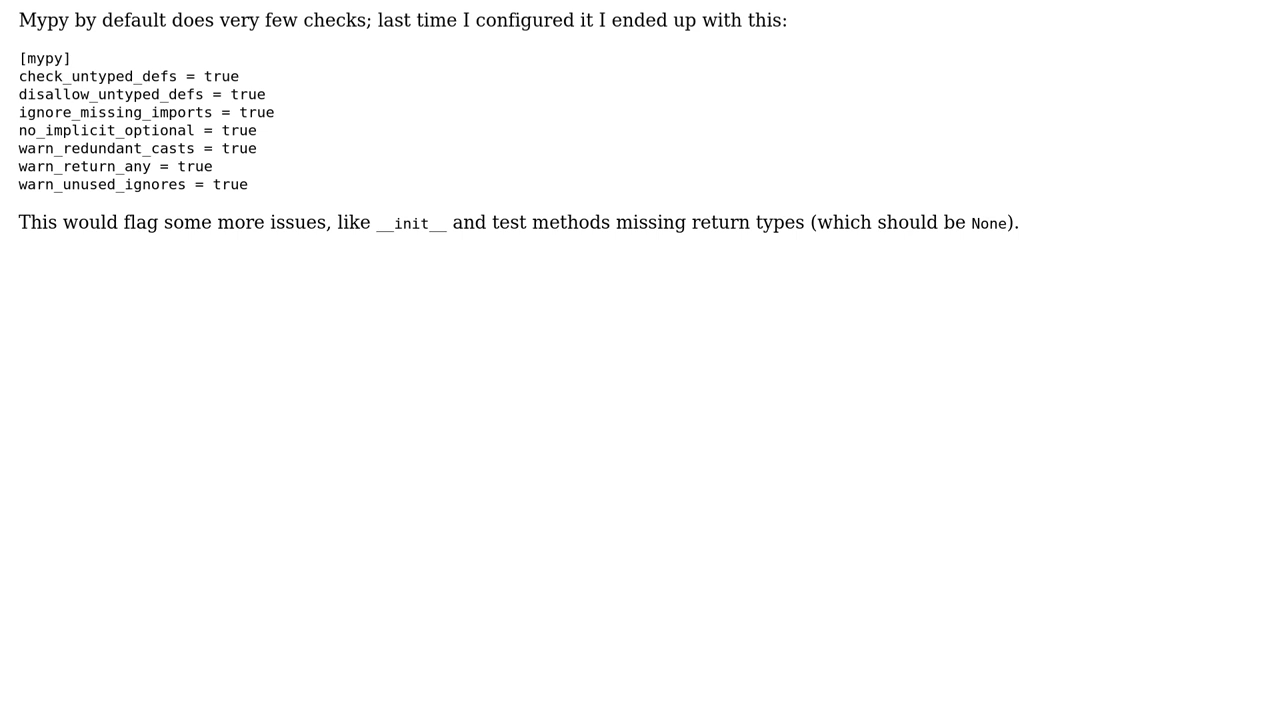 Mypy by default does very few checks; last time I configured it I ended up with this:
[mypy]
check_untyped_defs = true
disallow_untyped_defs = true
ignore_missing_imports = true
no_implicit_optional = true
warn_redundant_casts = true
warn_return_any = true
warn_unused_ignores = true
This would flag some more issues, like __init__ and test methods missing return types (which should be None).